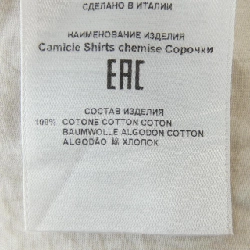 СДЕЛАНО В ИТАЛИИ
НАИМЕНОВАНИЕ ИЗДЕЛИЯ
Camicie Shirts chemise Сорочки
EAC
СОСТАВ ИЗДЕЛИЯ
100% COTONE COTTON COTON
BAUMWOLLE ALGODON COTTON
ALGODÃO 棉 ХЛОПОК